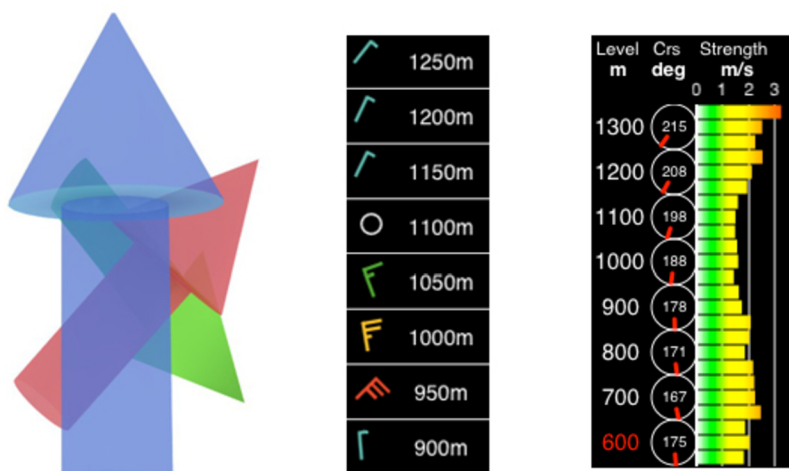 1250m
1200m
1150m
1100m
1050m
1000m
950m
900m
Level Crs Strength
m deg m/s
0 1 2 3
1300 215
1200 208
1100 198
1000 188
900 178
800 171
700 167
600 175